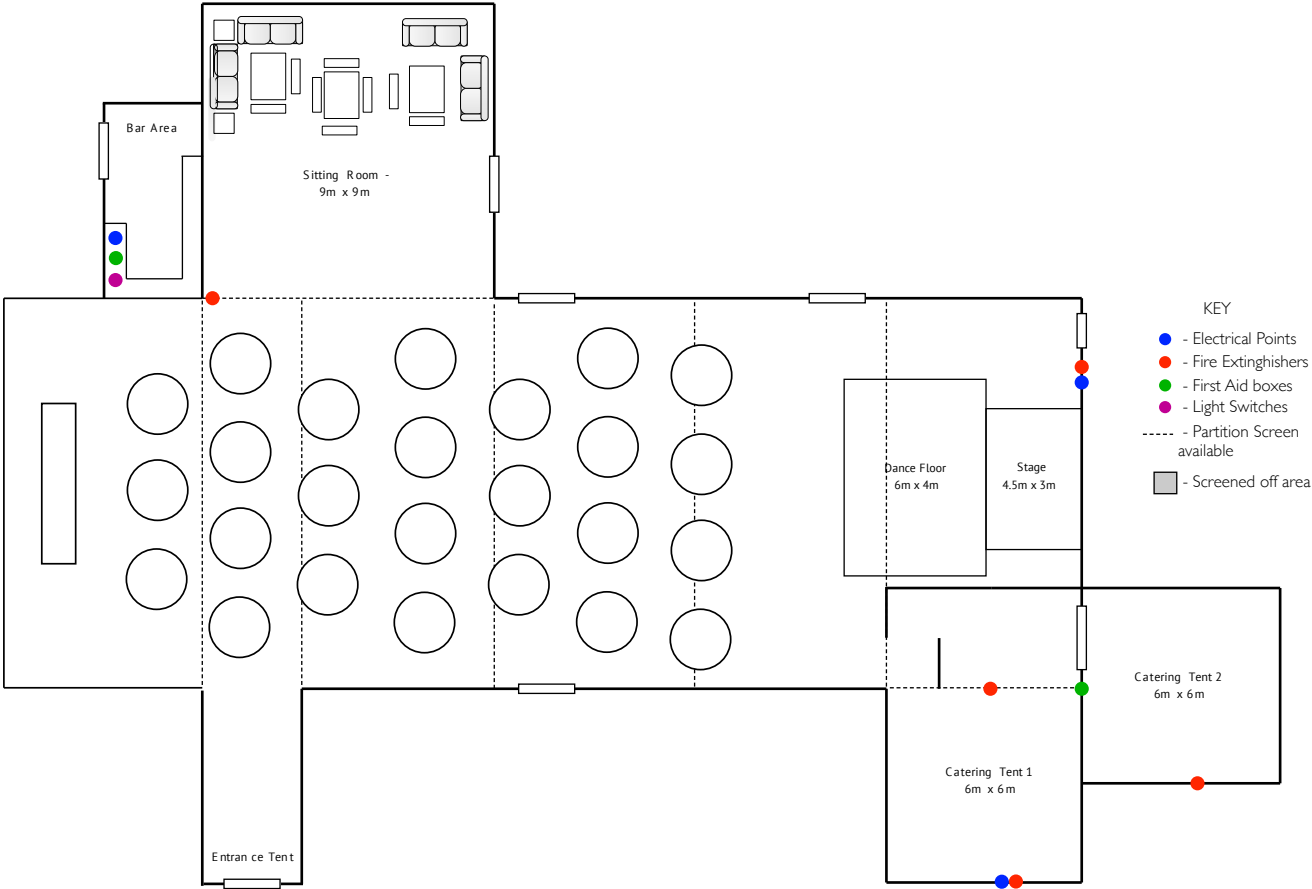 Bar Area
Sitting Room -
9m x 9m
KEY
- Electrical Points
- Fire Extinghishers
- First Aid boxes
- Light Switches
- Partition Screen
available
- Screened off area
Dance Floor
6m x 4m
Stage
4.5m x 3m
Catering Tent 2
6m x 6m
Catering Tent 1
6m x 6m
Entrance Tent